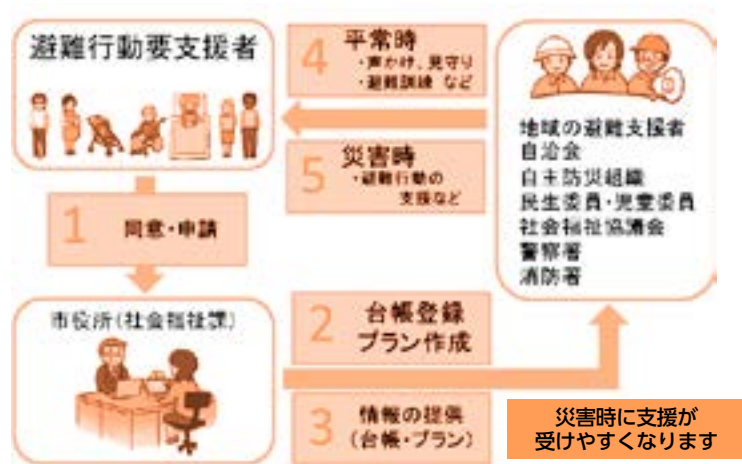 避難行動要支援者
1 同意・申請
市役所(社会福祉課)
2 台帳登録
プラン作成
3 情報の提供
(台帳・プラン)
地域の避難支援者
自治会
自主防災組織
民生委員・児童委員
社会福祉協議会
警察署
消防署
4 平常時
・声かけ、見守り
・避難訓練 など
5 災害時
・避難行動の
支援など
災害時に支援が
受けやすくなります